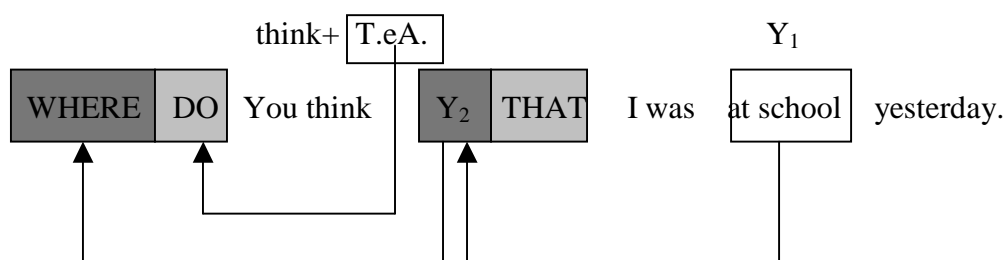 think+ T.eA. Y₁
WHERE DO You think Y₂ THAT I was at school yesterday.